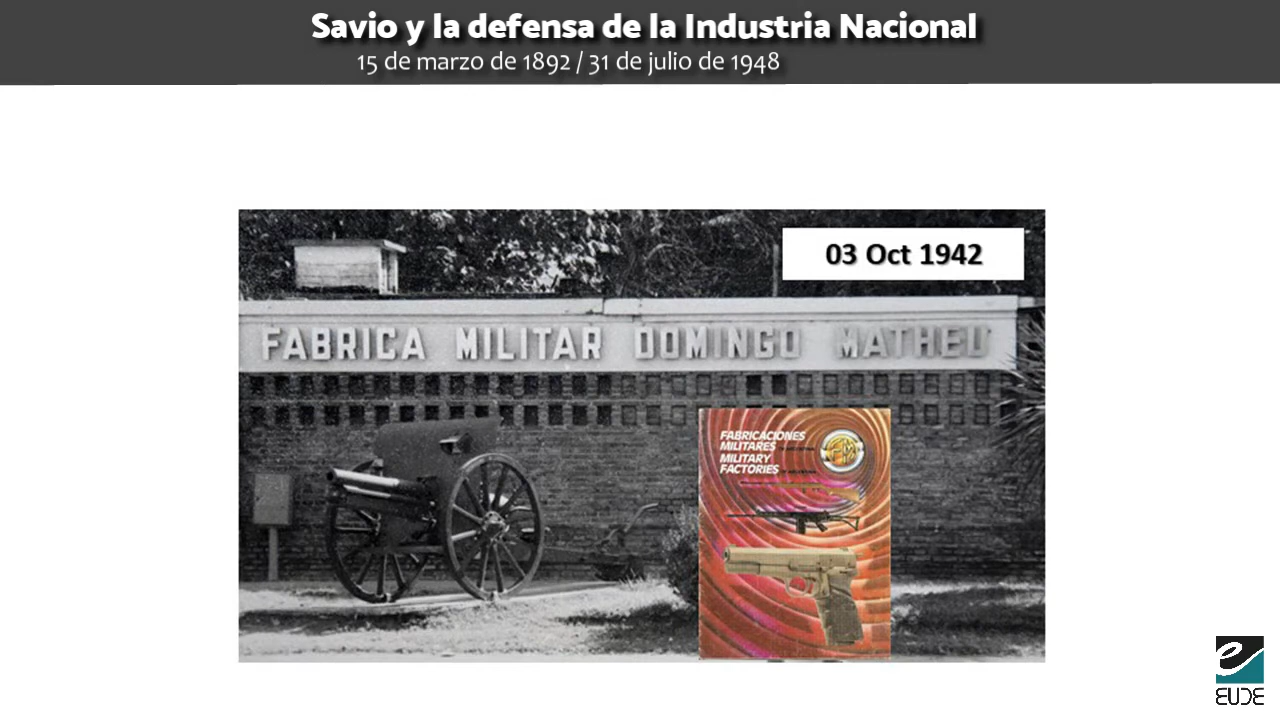 Savio y la defensa de la Industria Nacional
15 de marzo de 1892 / 31 de julio de 1948
03 Oct 1942
FABRICA MILITAR DOMINGO MATHEU
FABRICACIONES
MILITARES
MILITARY
FACTORIES
FM
EUDE